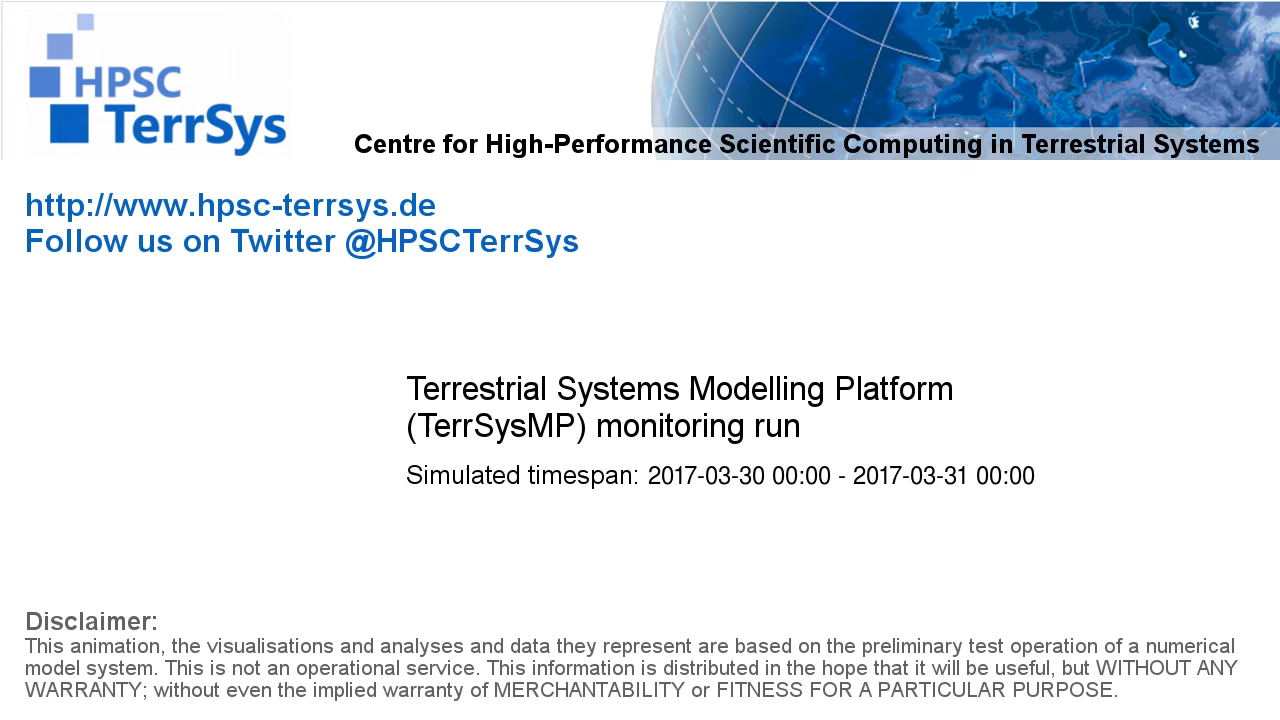 HPSC
TerrSys
Centre for High-Performance Scientific Computing in Terrestrial Systems
http://www.hpsc-terrsys.de
Follow us on Twitter @HPSCTerrSys
Terrestrial Systems Modelling Platform
(TerrSysMP) monitoring run
Simulated timespan: 2017-03-30 00:00 - 2017-03-31 00:00
Disclaimer:
This animation, the visualisations and analyses and data they represent are based on the preliminary test operation of a numerical
model system. This is not an operational service. This information is distributed in the hope that it will be useful, but WITHOUT ANY
WARRANTY; without even the implied warranty of MERCHANTABILITY or FITNESS FOR A PARTICULAR PURPOSE.